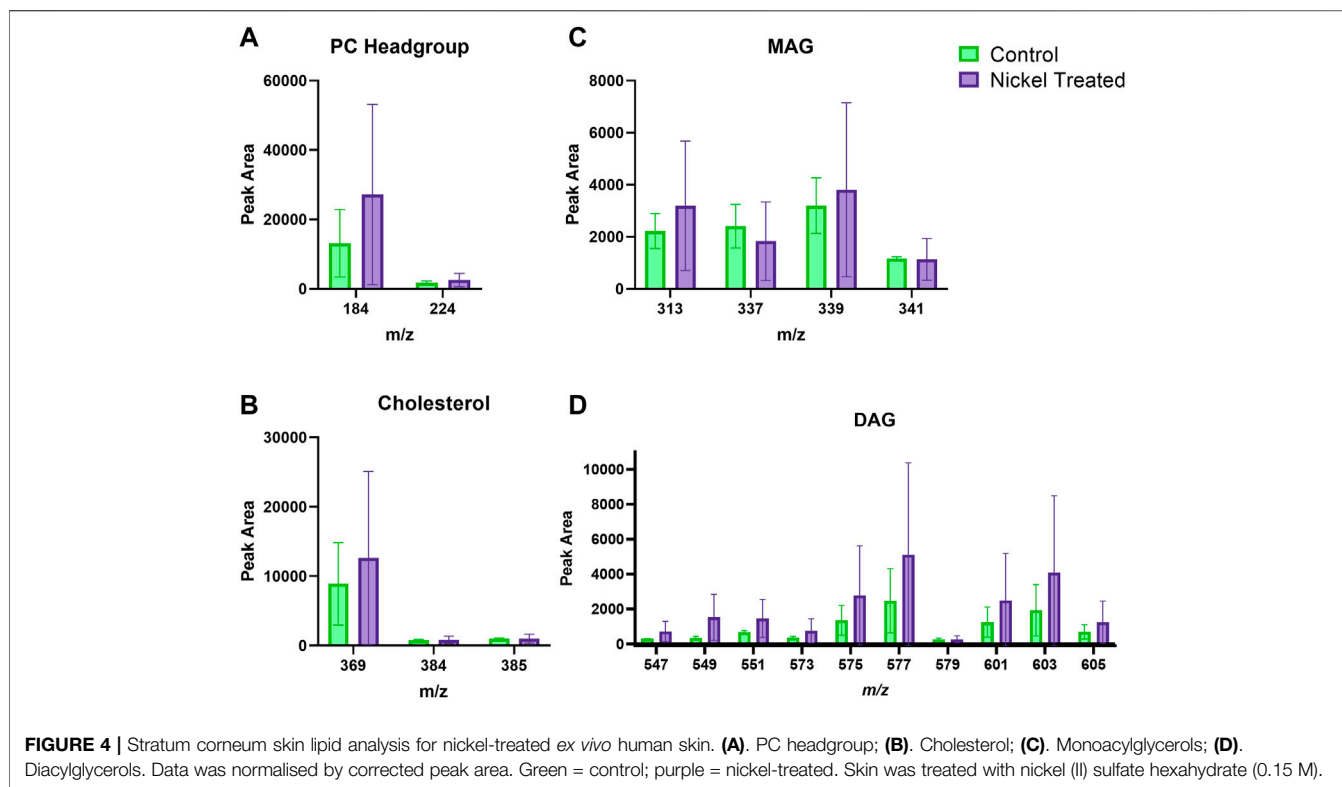 A
PC Headgroup
60000
40000
20000
0
Peak Area
184
224
m/z
C
MAG
8000
6000
4000
2000
0
Peak Area
313
337
339
341
m/z
Control
Nickel Treated
B
Cholesterol
30000
20000
10000
0
Peak Area
369
384
385
m/z
D
DAG
10000
8000
6000
4000
2000
0
Peak Area
547
549
551
573
575
577
579
601
603
605
m/z
FIGURE 4 | Stratum corneum skin lipid analysis for nickel-treated ex vivo human skin. (A). PC headgroup; (B). Cholesterol; (C). Monoacylglycerols; (D).
Diacylglycerols. Data was normalised by corrected peak area. Green = control; purple = nickel-treated. Skin was treated with nickel (II) sulfate hexahydrate (0.15 M).